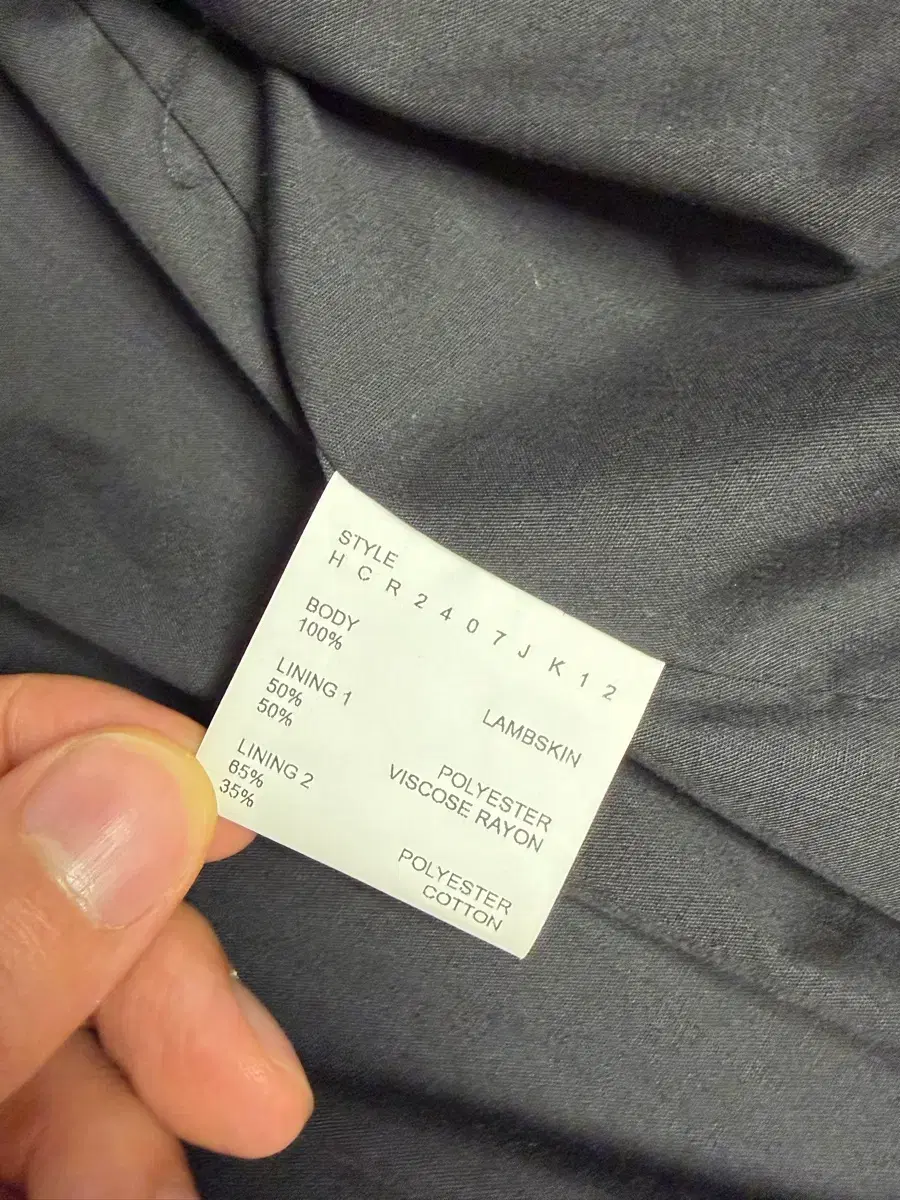 STYLE
H C R 2 4 0 7 J K 1 2
BODY
100% LAMBSKIN
LINING 1
50% POLYESTER
50% VISCOSE RAYON
LINING 2
65% POLYESTER
35% COTTON